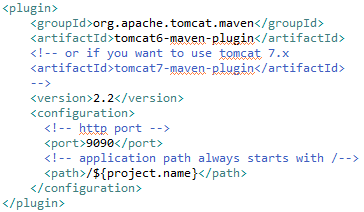 <plugin>
<groupId>org.apache.tomcat.maven</groupId>
<artifactId>tomcat6-maven-plugin</artifactId>
<!-- or if you want to use tomcat 7.x
<artifactId>tomcat7-maven-plugin</artifactId>
-->
<version>2.2</version>
<configuration>
<!-- http port -->
<port>9090</port>
<!-- application path always starts with /-->
<path>/${project.name}</path>
</configuration>
</plugin>